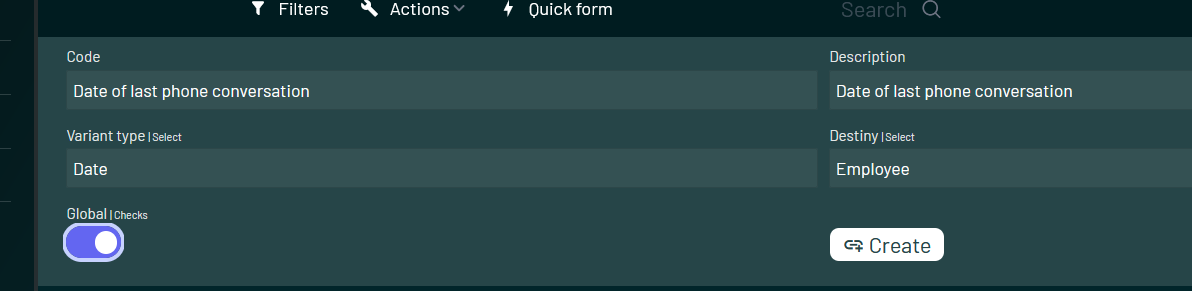 Filters Actions Quick form Search
Code Description
Date of last phone conversation Date of last phone conversation
Variant type | Select Destiny | Select
Date Employee
Global | Checks
Create